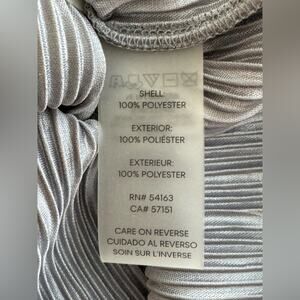 SHELL:
100% POLYESTER
EXTERIOR:
100% POLIÉSTER
EXTERIEUR:
100% POLYESTER
RN# 54163
CA# 57151
CARE ON REVERSE
CUIDADO AL REVERSO
SOIN SUR L'INVERSE